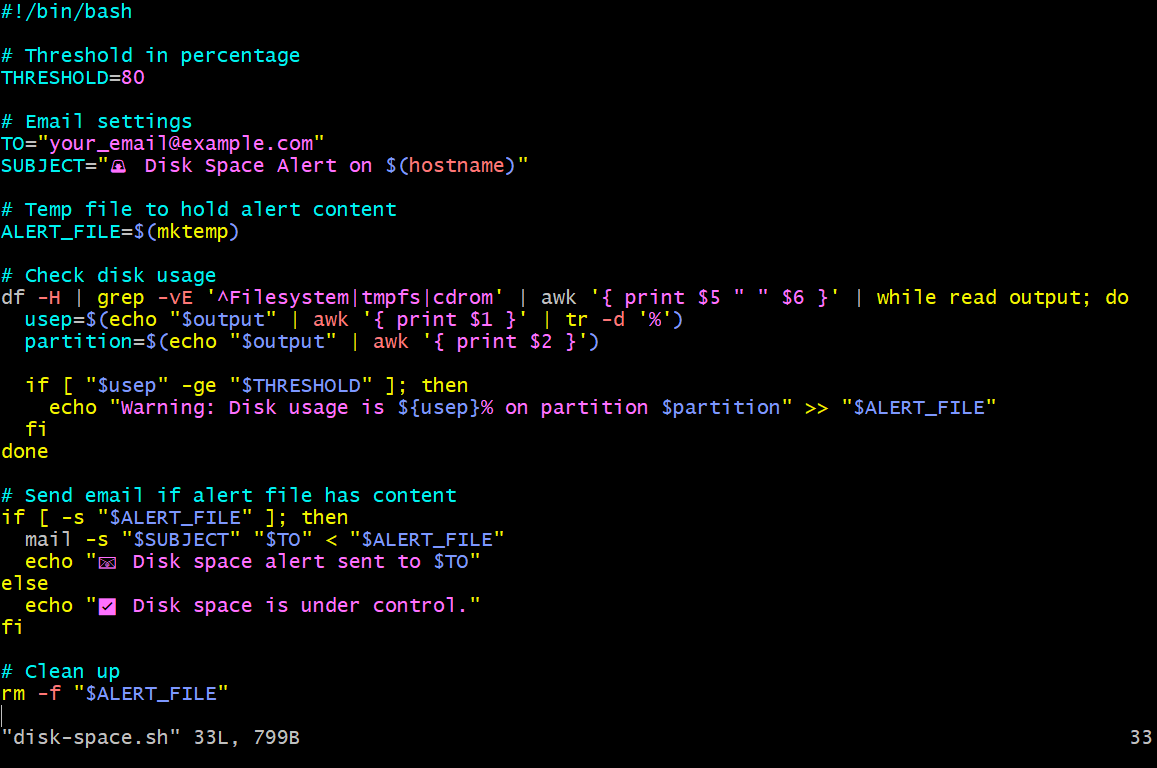 #!/bin/bash

# Threshold in percentage
THRESHOLD=80

# Email settings
TO="your_email@example.com"
SUBJECT="🚨 Disk Space Alert on $(hostname)"

# Temp file to hold alert content
ALERT_FILE=$(mktemp)

# Check disk usage
df -H | grep -vE '^Filesystem|tmpfs|cdrom' | awk '{ print $5 " " $6 }' | while read output; do
  usep=$(echo "$output" | awk '{ print $1 }' | tr -d '%')
  partition=$(echo "$output" | awk '{ print $2 }')

  if [ "$usep" -ge "$THRESHOLD" ]; then
    echo "Warning: Disk usage is ${usep}% on partition $partition" >> "$ALERT_FILE"
  fi
done

# Send email if alert file has content
if [ -s "$ALERT_FILE" ]; then
  mail -s "$SUBJECT" "$TO" < "$ALERT_FILE"
  echo "📧 Disk space alert sent to $TO"
else
  echo "✅ Disk space is under control."
fi

# Clean up
rm -f "$ALERT_FILE"

"disk-space.sh" 33L, 799B 33